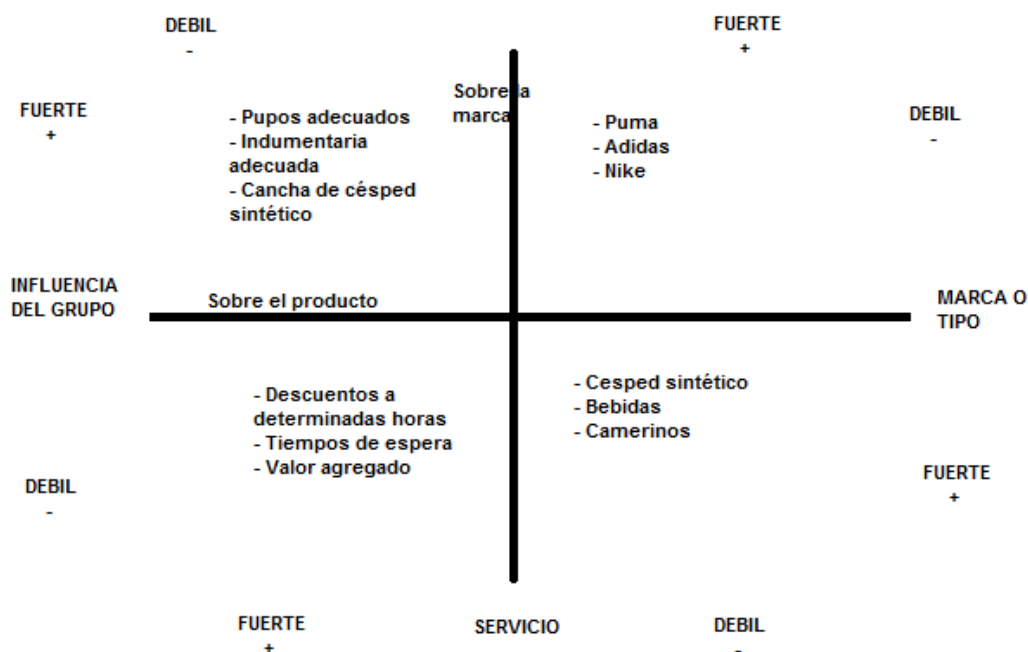 DEBIL
-
FUERTE
+
FUERTE
+
DEBIL
-
Sobre la
marca
- Pupos adecuados
- Indumentaria
adecuada
- Cancha de césped
sintético
- Puma
- Adidas
- Nike
INFLUENCIA
DEL GRUPO
Sobre el producto
MARCA O
TIPO
- Descuentos a
determinadas horas
- Tiempos de espera
- Valor agregado
- Cesped sintético
- Bebidas
- Camerinos
DEBIL
-
FUERTE
+
FUERTE
+
SERVICIO
DEBIL
-